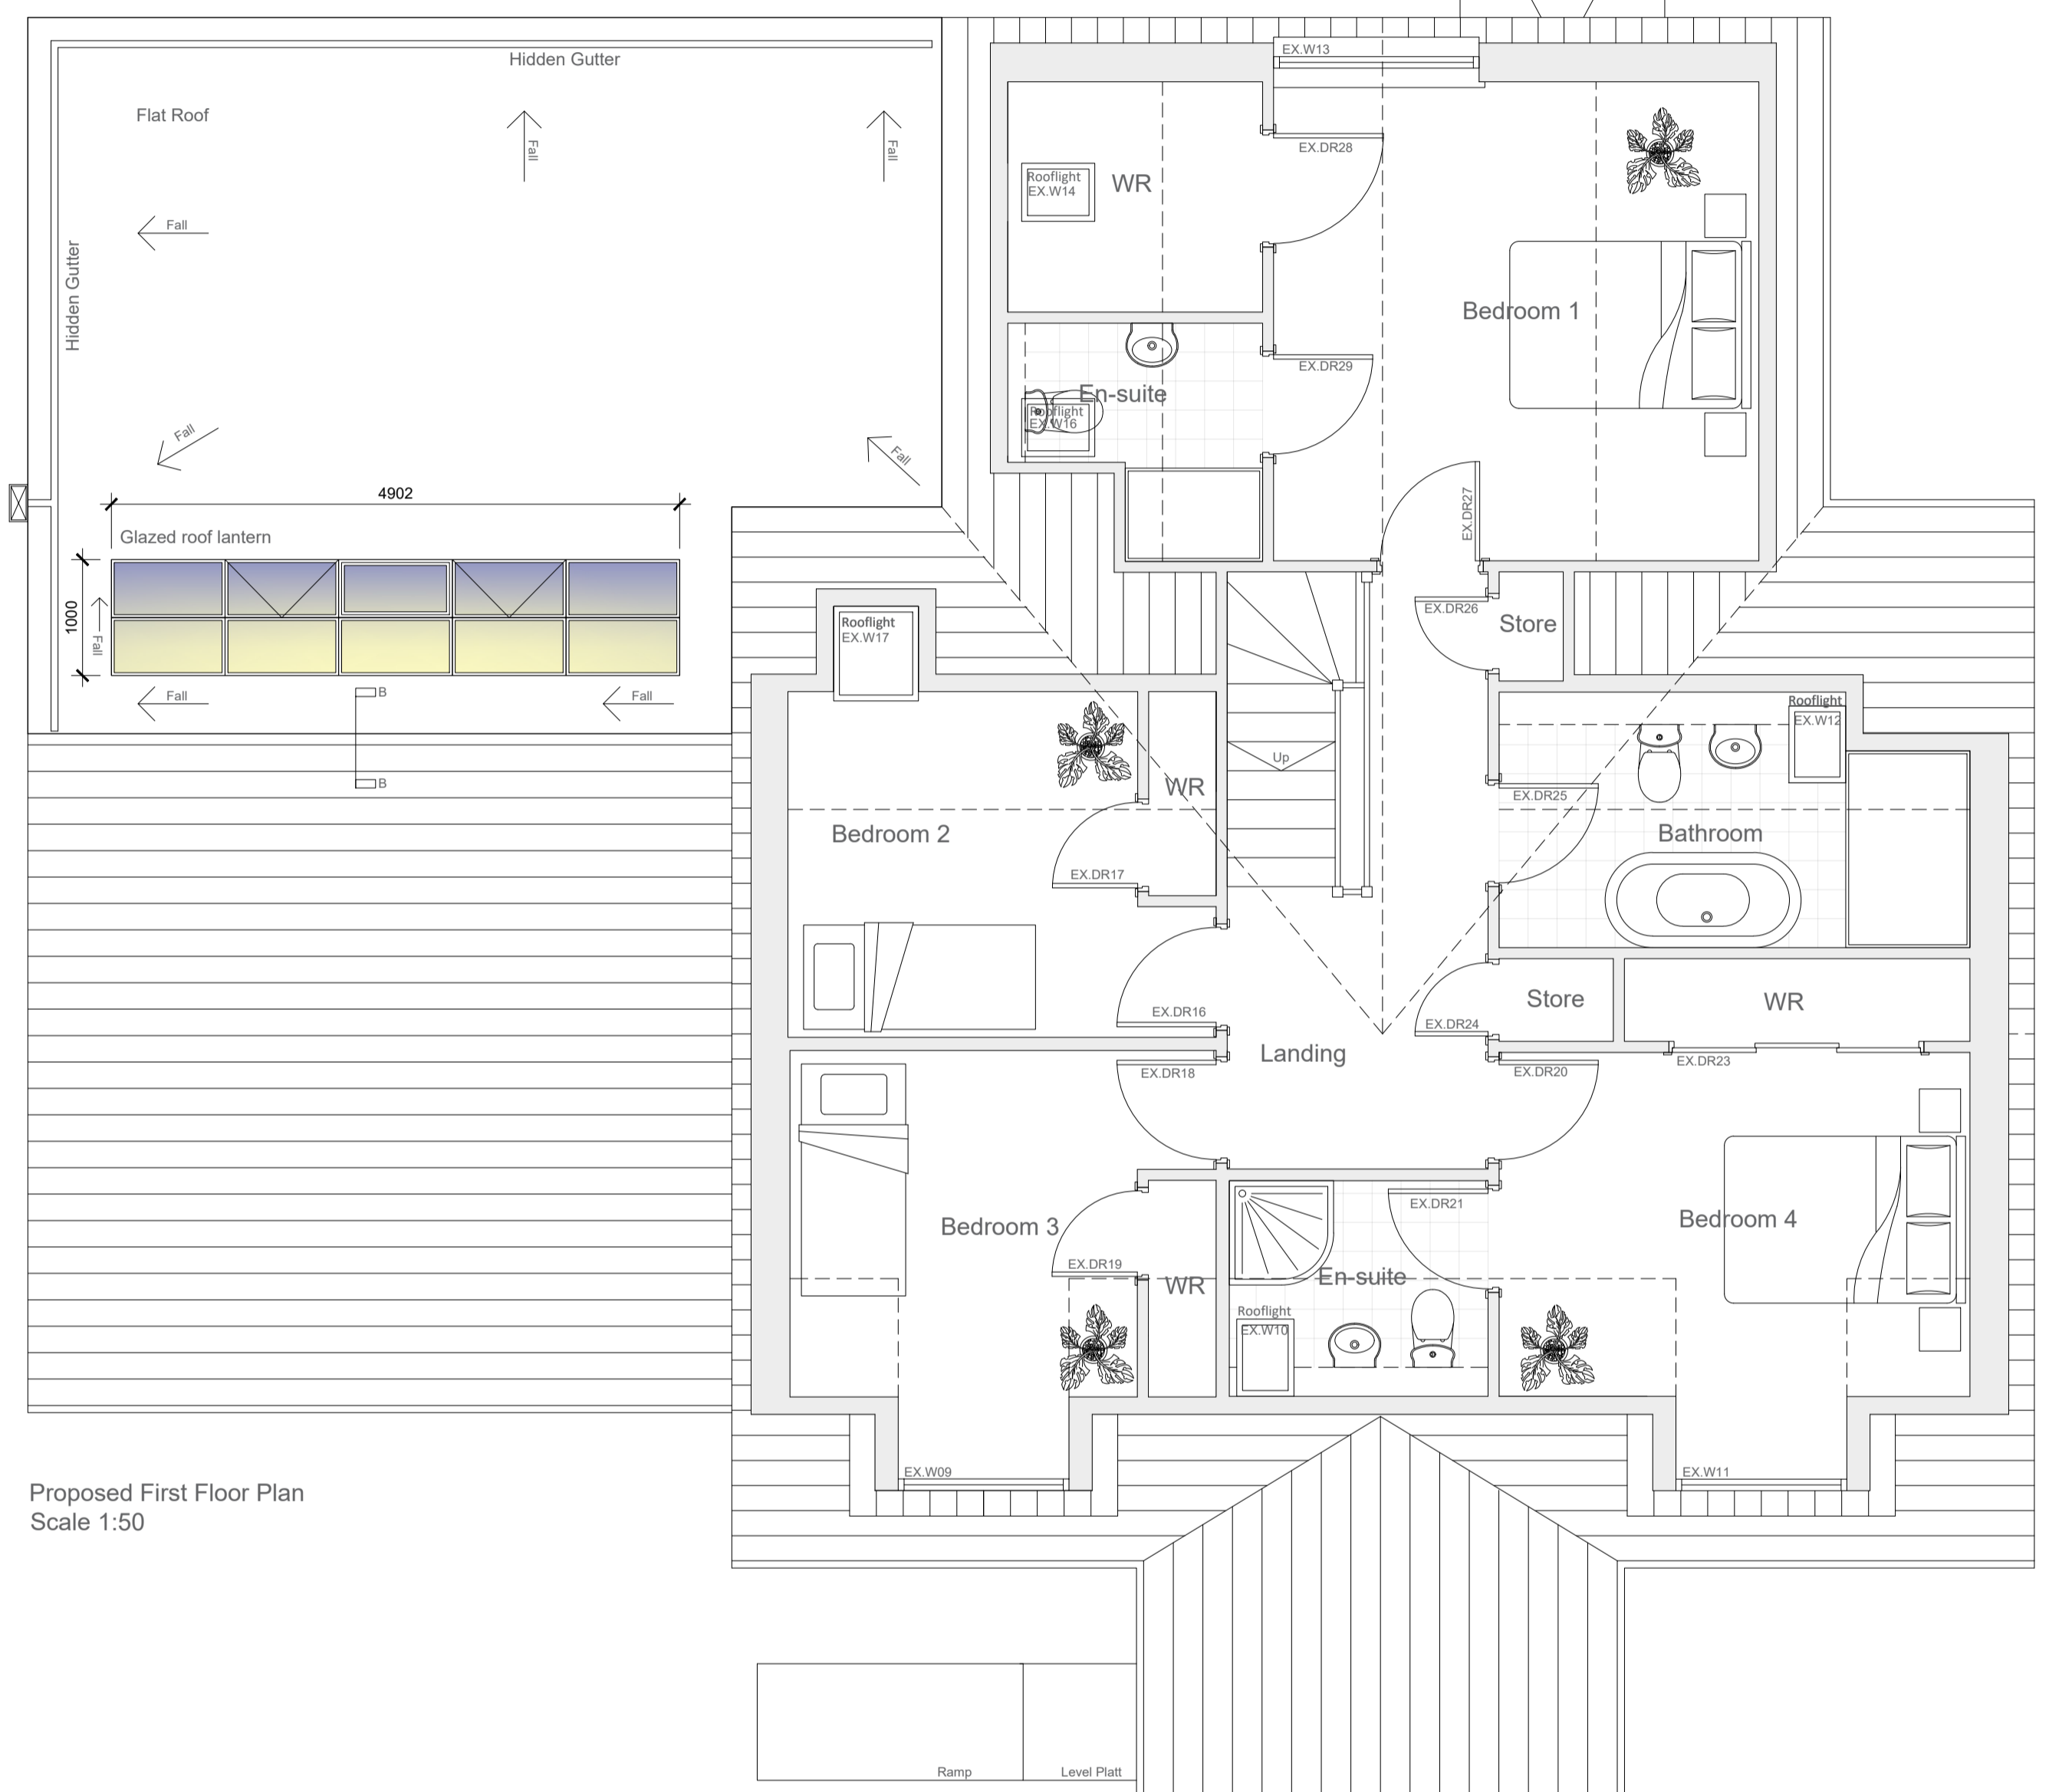 Hidden Gutter
EX.W13
Flat Roof
Fall
Fall
EX.DR28
Rooflight
EX.W14
WR
Fall
Hidden Gutter
Bedroom 1
EX.DR29
En-suite
Rooflight
EX.W16
Fall
Fall
4902
EX.DR27
Glazed roof lantern
1000
Fall
EX.DR26
Store
Rooflight
EX.W17
Fall
Fall
B
B
Rooflight
EX.W12
Up
WR
EX.DR25
Bedroom 2
Bathroom
EX.DR17
EX.DR16
Store
WR
EX.DR24
Landing
EX.DR18
EX.DR20
EX.DR23
EX.DR21
Bedroom 3
Bedroom 4
EX.DR19
WR
En-suite
Rooflight
EX.W10
EX.W09
EX.W11
Proposed First Floor Plan
Scale 1:50
Ramp
Level Platt